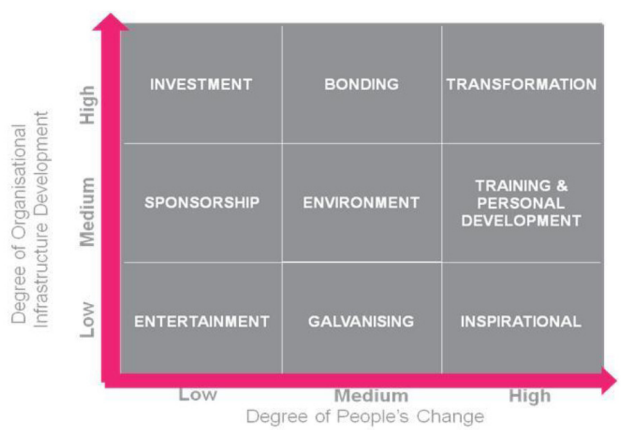 Degree of Organisational
Infrastructure Development
High
INVESTMENT
BONDING
TRANSFORMATION
Medium
SPONSORSHIP
ENVIRONMENT
TRAINING &
PERSONAL
DEVELOPMENT
Low
ENTERTAINMENT
GALVANISING
INSPIRATIONAL
Low
Medium
High
Degree of People's Change